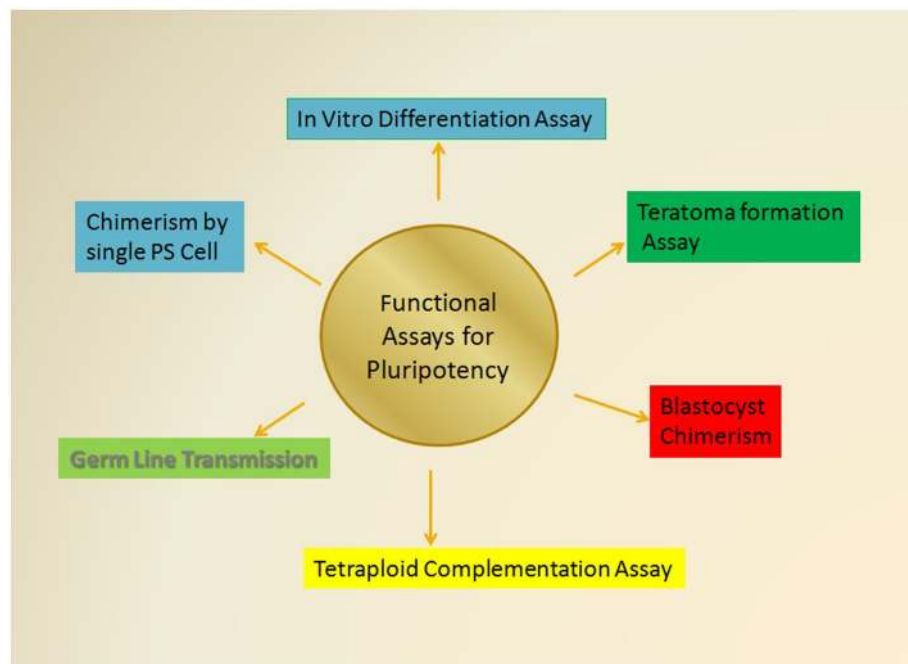 In Vitro Differentiation Assay
Chimerism by
single PS Cell
Teratoma formation
Assay
Functional
Assays for
Pluripotency
Blastocyst
Chimerism
Germ Line Transmission
Tetraploid Complementation Assay